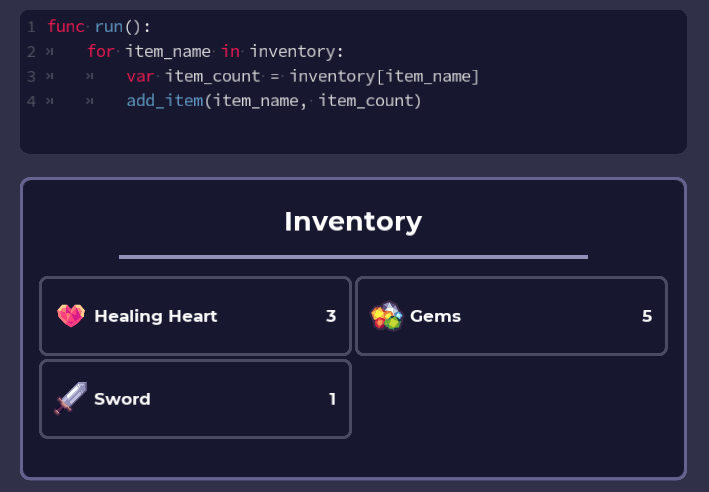 1 func run():
2 for item_name in inventory:
3 var item_count = inventory[item_name]
4 add_item(item_name, item_count)
Inventory
Healing Heart 3
Gems 5
Sword 1